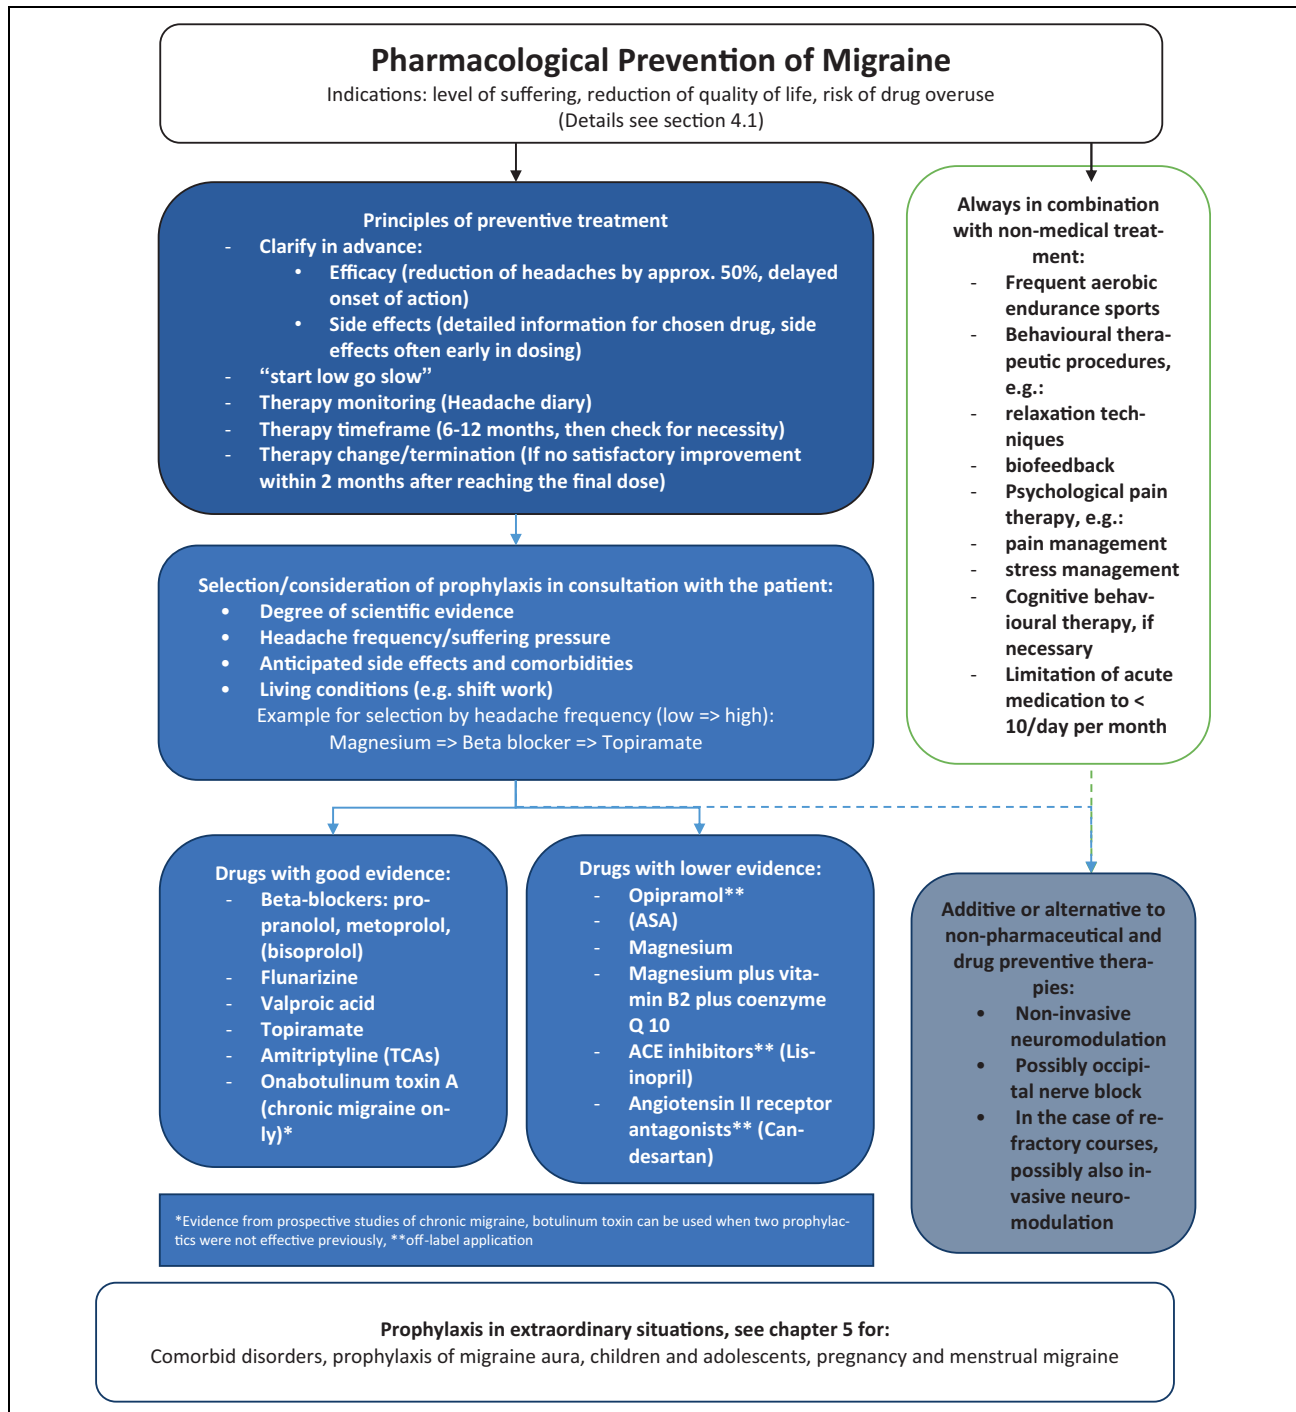 Pharmacological Prevention of Migraine
Indications: level of suffering, reduction of quality of life, risk of drug overuse
(Details see section 4.1)
Principles of preventive treatment
- Clarify in advance:
• Efficacy (reduction of headaches by approx. 50%, delayed
onset of action)
• Side effects (detailed information for chosen drug, side
effects often early in dosing)
- “start low go slow”
- Therapy monitoring (Headache diary)
- Therapy timeframe (6-12 months, then check for necessity)
- Therapy change/termination (If no satisfactory improvement
within 2 months after reaching the final dose)
Always in combination
with non-medical treat-
ment:
- Frequent aerobic
endurance sports
- Behavioural thera-
peutic procedures,
e.g.:
- relaxation tech-
niques
- biofeedback
- Psychological pain
therapy, e.g.:
- pain management
- stress management
- Cognitive behav-
ioural therapy, if
necessary
- Limitation of acute
medication to <
10/day per month
Selection/consideration of prophylaxis in consultation with the patient:
• Degree of scientific evidence
• Headache frequency/suffering pressure
• Anticipated side effects and comorbidities
• Living conditions (e.g. shift work)
Example for selection by headache frequency (low => high):
Magnesium => Beta blocker => Topiramate
Drugs with good evidence:
- Beta-blockers: pro-
pranolol, metoprolol,
(bisoprolol)
- Flunarizine
- Valproic acid
- Topiramate
- Amitriptyline (TCAs)
- Onabotulinum toxin A
(chronic migraine on-
ly)*
Drugs with lower evidence:
- Opipramol**
- (ASA)
- Magnesium
- Magnesium plus vita-
min B2 plus coenzyme
Q 10
- ACE inhibitors** (Lis-
inopril)
- Angiotensin II receptor
antagonists** (Can-
desartan)
Additive or alternative to
non-pharmaceutical and
drug preventive thera-
pies:
• Non-invasive
neuromodulation
• Possibly occipi-
tal nerve block
• In the case of re-
fractory courses,
possibly also in-
vasive neuro-
modulation
*Evidence from prospective studies of chronic migraine, botulinum toxin can be used when two prophylac-
tics were not effective previously, **off-label application
Prophylaxis in extraordinary situations, see chapter 5 for:
Comorbid disorders, prophylaxis of migraine aura, children and adolescents, pregnancy and menstrual migraine